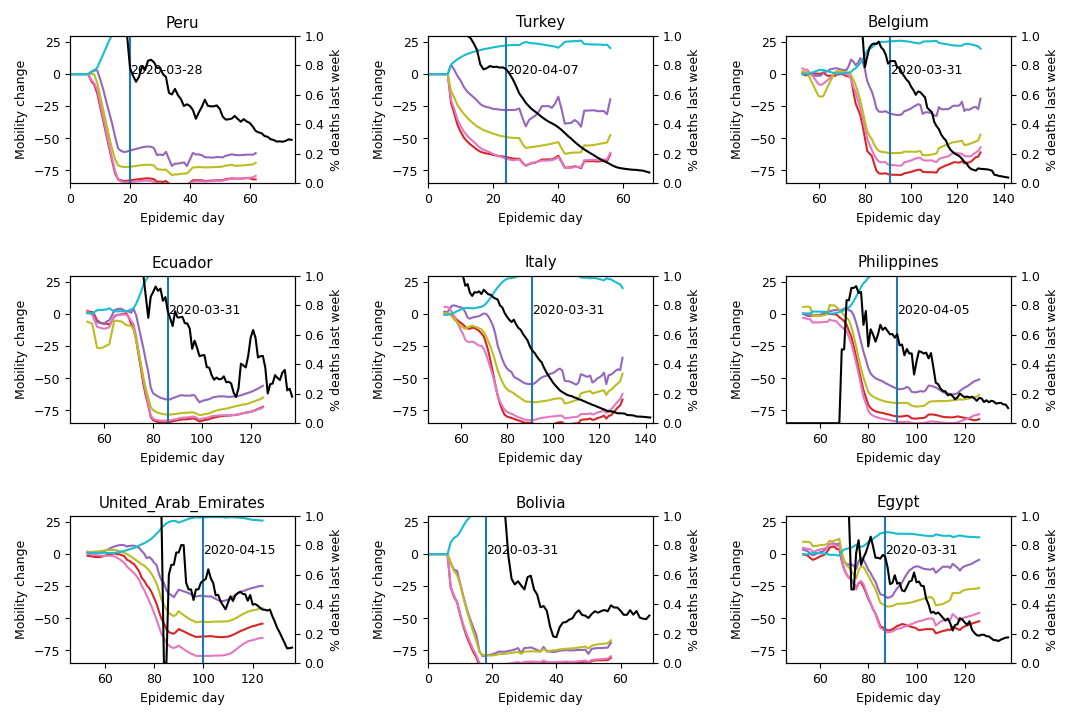 Peru
25
0
−25
−50
−75
Mobility change
0 20 40 60
Epidemic day
1.0
0.8
0.6
0.4
0.2
0.0
% deaths last week
2020-03-28
Turkey
25
0
−25
−50
−75
Mobility change
0 20 40 60
Epidemic day
1.0
0.8
0.6
0.4
0.2
0.0
% deaths last week
2020-04-07
Belgium
25
0
−25
−50
−75
Mobility change
60 80 100 120 140
Epidemic day
1.0
0.8
0.6
0.4
0.2
0.0
% deaths last week
2020-03-31
Ecuador
25
0
−25
−50
−75
Mobility change
60 80 100 120
Epidemic day
1.0
0.8
0.6
0.4
0.2
0.0
% deaths last week
2020-03-31
Italy
25
0
−25
−50
−75
Mobility change
60 80 100 120 140
Epidemic day
1.0
0.8
0.6
0.4
0.2
0.0
% deaths last week
2020-03-31
Philippines
25
0
−25
−50
−75
Mobility change
60 80 100 120
Epidemic day
1.0
0.8
0.6
0.4
0.2
0.0
% deaths last week
2020-04-05
United_Arab_Emirates
25
0
−25
−50
−75
Mobility change
60 80 100 120
Epidemic day
1.0
0.8
0.6
0.4
0.2
0.0
% deaths last week
2020-04-15
Bolivia
25
0
−25
−50
−75
Mobility change
0 20 40 60
Epidemic day
1.0
0.8
0.6
0.4
0.2
0.0
% deaths last week
2020-03-31
Egypt
25
0
−25
−50
−75
Mobility change
60 80 100 120
Epidemic day
1.0
0.8
0.6
0.4
0.2
0.0
% deaths last week
2020-03-31